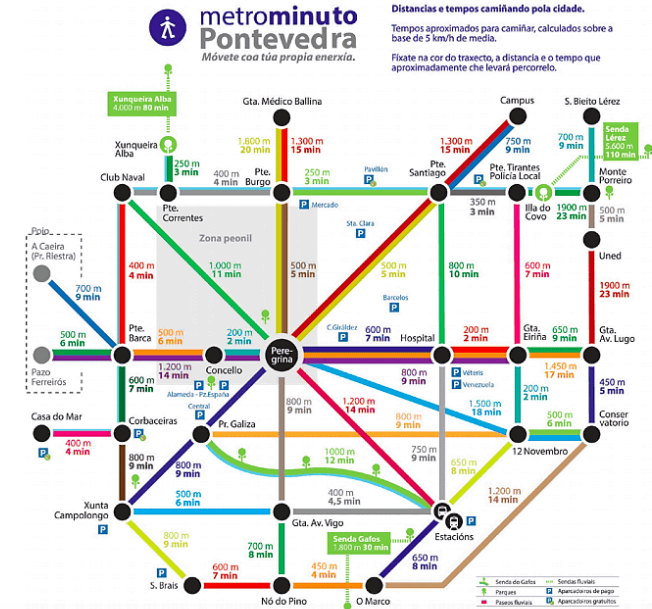 metrominuto
Pontevedra
Móvete coa túa propia enerxía.
Distancias e tempos camiñando pola cidade.
Tempos aproximados para camiñar, calculados sobre a
base de 5 km/h de media.
Fíxate na cor do traxecto, a distancia e o tempo que
aproximadamente che levará percorrelo.
Xunqueira Alba
4.000 m 80 min
Gta. Médico Ballina
Campus
S. Bieito Lérez
Senda
Lérez
5.600 m
110 min
Xunqueira
Alba
1.800 m
20 min
1.300 m
15 min
1.300 m
15 min
750 m
9 min
700 m
9 min
Club Naval
250 m
3 min
400 m
4 min
Pte.
Burgo
250 m
3 min
Pavillón
P
Pte.
Santiago
Pte. Tirantes
Policía Local
P
Monte
Porreiro
Pte.
Correntes
P Mercado
350 m
3 min
Illa do
Covo
1900 m
23 min
500 m
5 min
Sta. Clara
P
Zona peonil
Poio
A Caeira
(Pr. Riestra)
Uned
700 m
9 min
400 m
4 min
1.000 m
11 min
500 m
5 min
500 m
5 min
800 m
10 min
600 m
7 min
1900 m
23 min
Barcelos
P
500 m
6 min
Pte.
Barca
500 m
6 min
200 m
2 min
C.Giráldez
P
600 m
7 min
Hospital
200 m
2 min
Gta.
Eiriña
650 m
9 min
Gta.
Av. Lugo
Pere-
grina
Pazo
Ferreirós
1.200 m
14 min
Concello
800 m
9 min
P Véteris
P Venezuela
1.450 m
17 min
600 m
7 min
P
Alameda - Pz.España
Central P
800 m
9 min
1.200 m
14 min
1.500 m
18 min
200 m
2 min
450 m
5 min
Casa do Mar
P
400 m
4 min
Corbaceiras
P
Pr. Galiza
800 m
9 min
500 m
6 min
Conser
vatorio
12 Novembro
800 m
9 min
800 m
9 min
1000 m
12 min
750 m
9 min
650 m
8 min
Xunta
Campolongo
P
500 m
6 min
400 m
4,5 min
1.200 m
14 min
Gta. Av. Vigo
Estacións
P
800 m
9 min
700 m
8 min
Senda Gafos
1.800 m 30 min
650 m
8 min
S. Brais
600 m
7 min
450 m
4 min
Nó do Pino
O Marco
Senda do Gafos
Sendas fluviais
Parques
P Aparcadoiros de pago
Paseos fluviais
P Aparcadoiros gratuítos